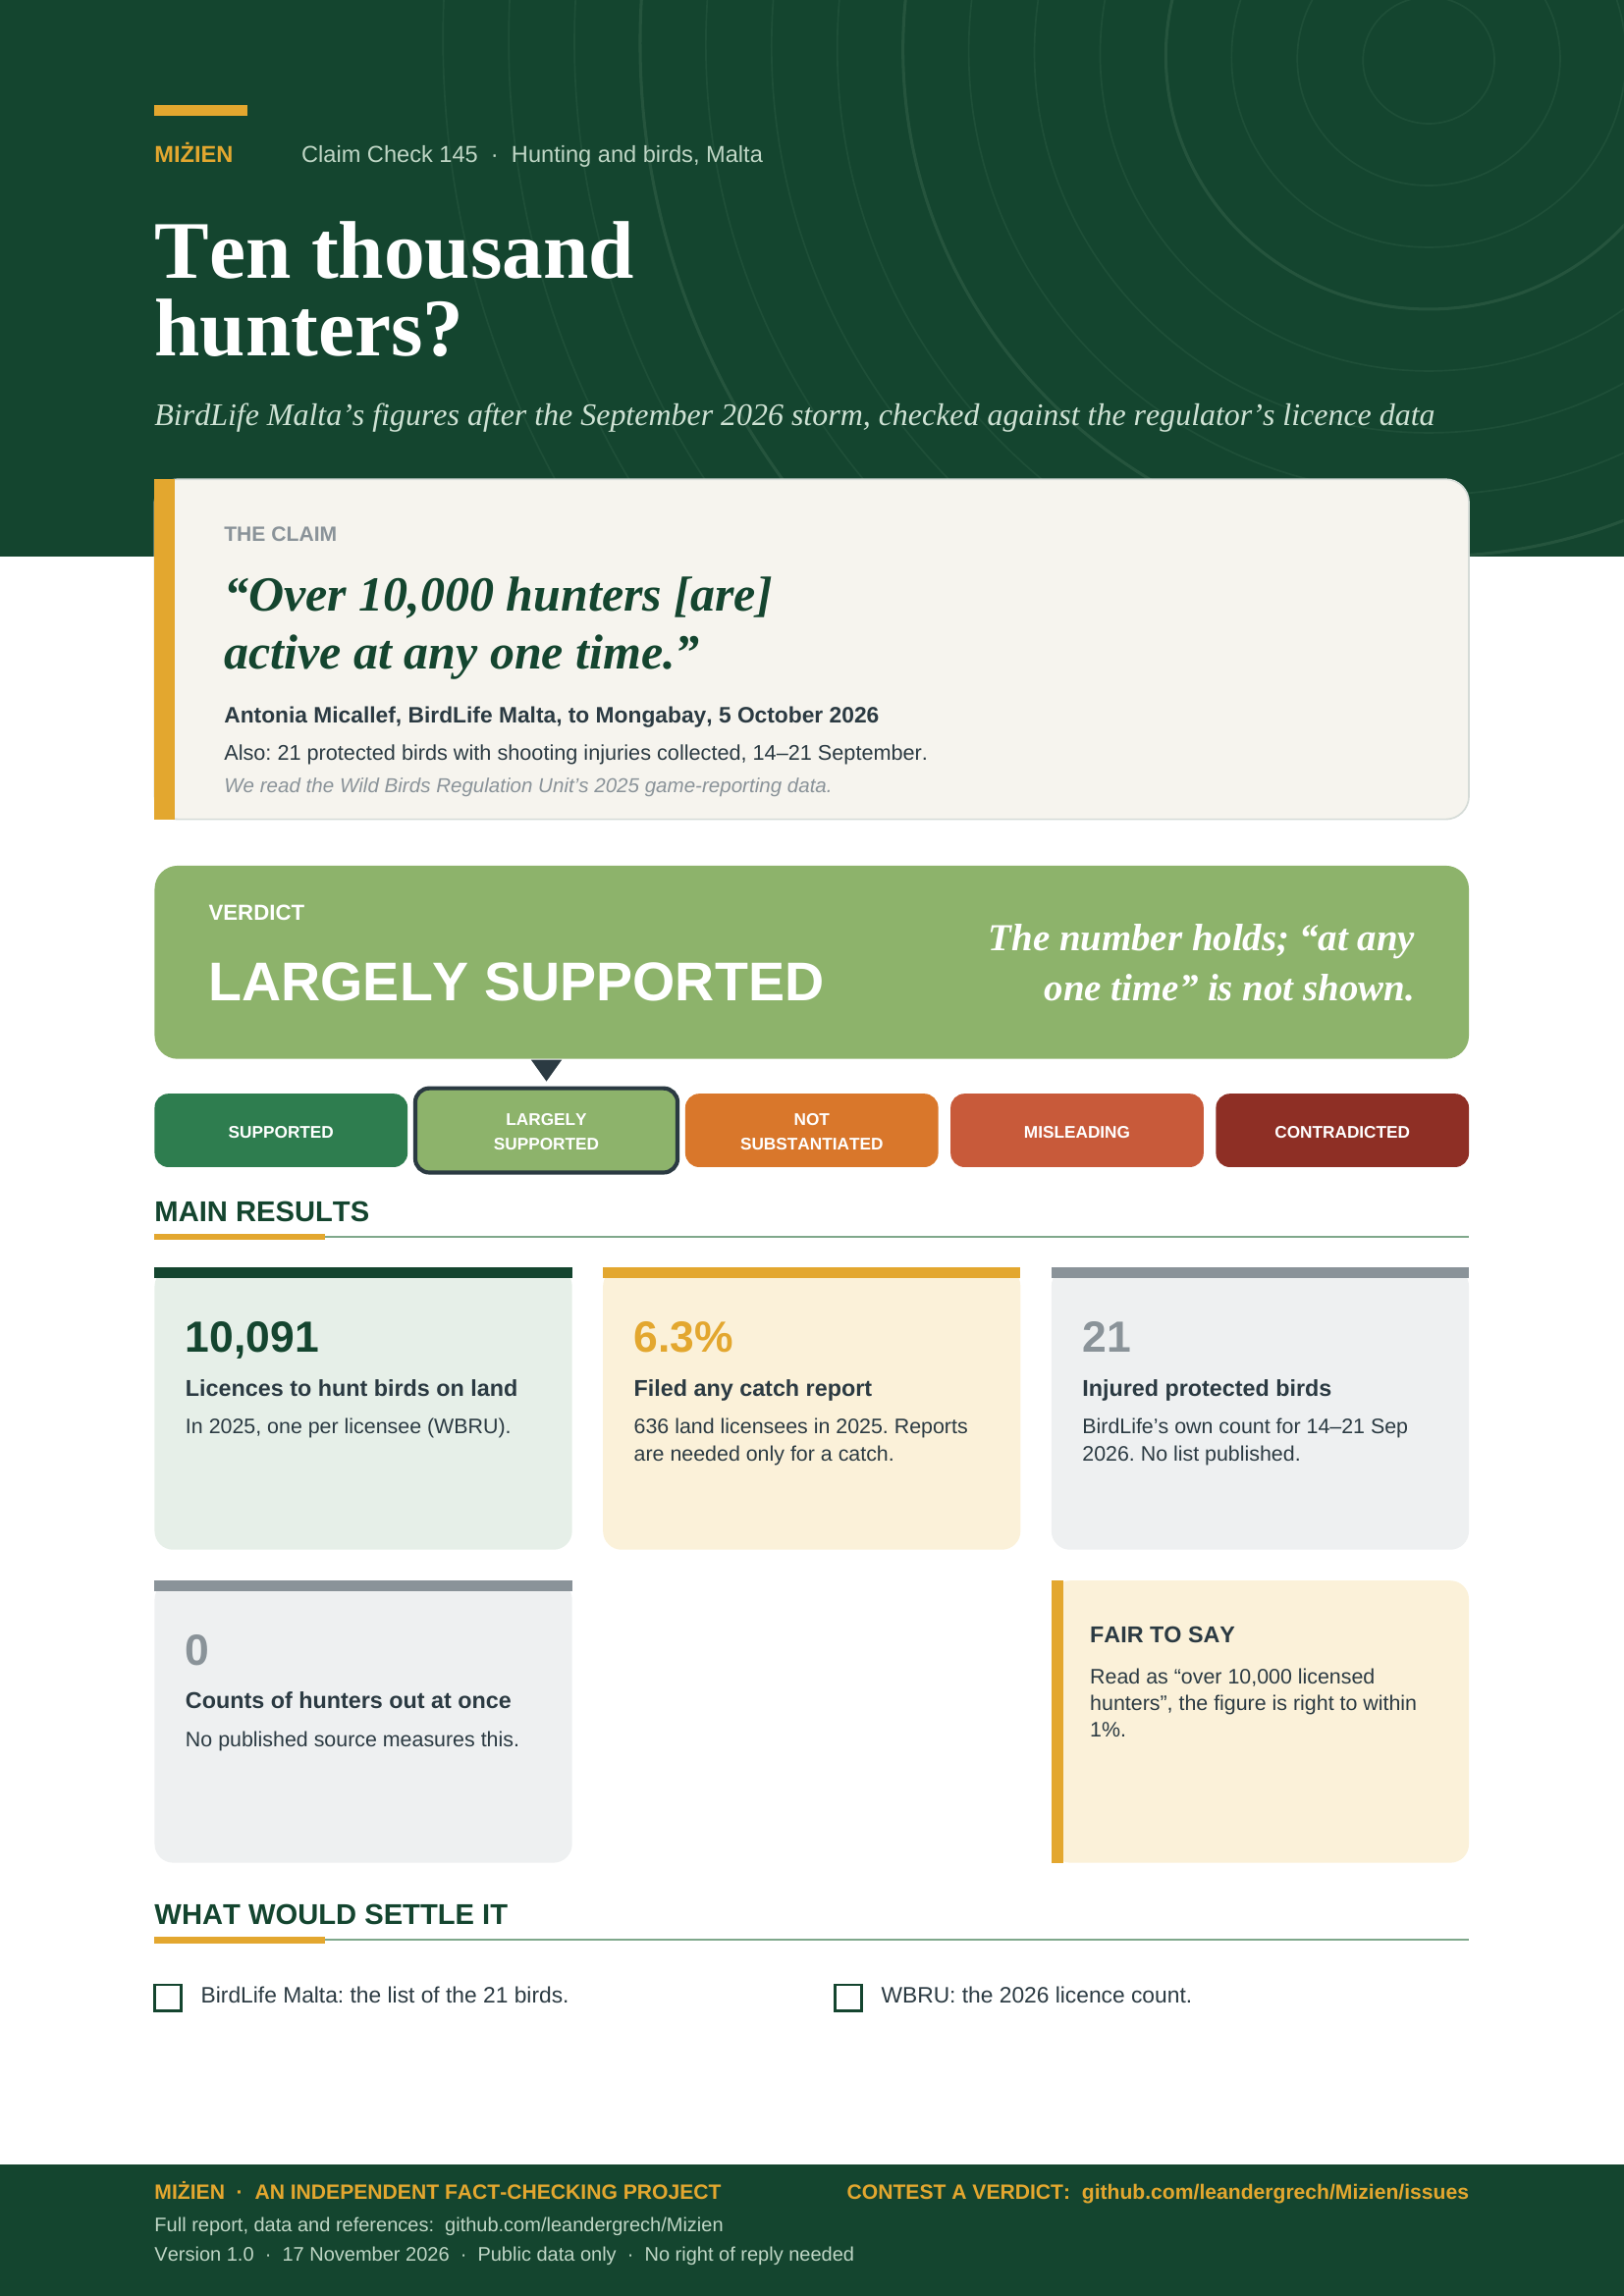 MIŻIEN Claim Check 145 · Hunting and birds, Malta
Ten thousand
hunters?
BirdLife Malta’s figures after the September 2026 storm, checked against the regulator’s licence data
THE CLAIM
“Over 10,000 hunters [are]
active at any one time.”
Antonia Micallef, BirdLife Malta, to Mongabay, 5 October 2026
Also: 21 protected birds with shooting injuries collected, 14–21 September.
We read the Wild Birds Regulation Unit’s 2025 game-reporting data.
VERDICT
LARGELY SUPPORTED
The number holds; “at any
one time” is not shown.
SUPPORTED
LARGELY
SUPPORTED
NOT
SUBSTANTIATED
MISLEADING
CONTRADICTED
MAIN RESULTS
10,091
Licences to hunt birds on land
In 2025, one per licensee (WBRU).
6.3%
Filed any catch report
636 land licensees in 2025. Reports
are needed only for a catch.
21
Injured protected birds
BirdLife’s own count for 14–21 Sep
2026. No list published.
0
Counts of hunters out at once
No published source measures this.
FAIR TO SAY
Read as “over 10,000 licensed
hunters”, the figure is right to within
1%.
WHAT WOULD SETTLE IT
BirdLife Malta: the list of the 21 birds.
WBRU: the 2026 licence count.
MIŻIEN · AN INDEPENDENT FACT-CHECKING PROJECT
CONTEST A VERDICT: github.com/leandergrech/Mizien/issues
Full report, data and references: github.com/leandergrech/Mizien
Version 1.0 · 17 November 2026 · Public data only · No right of reply needed